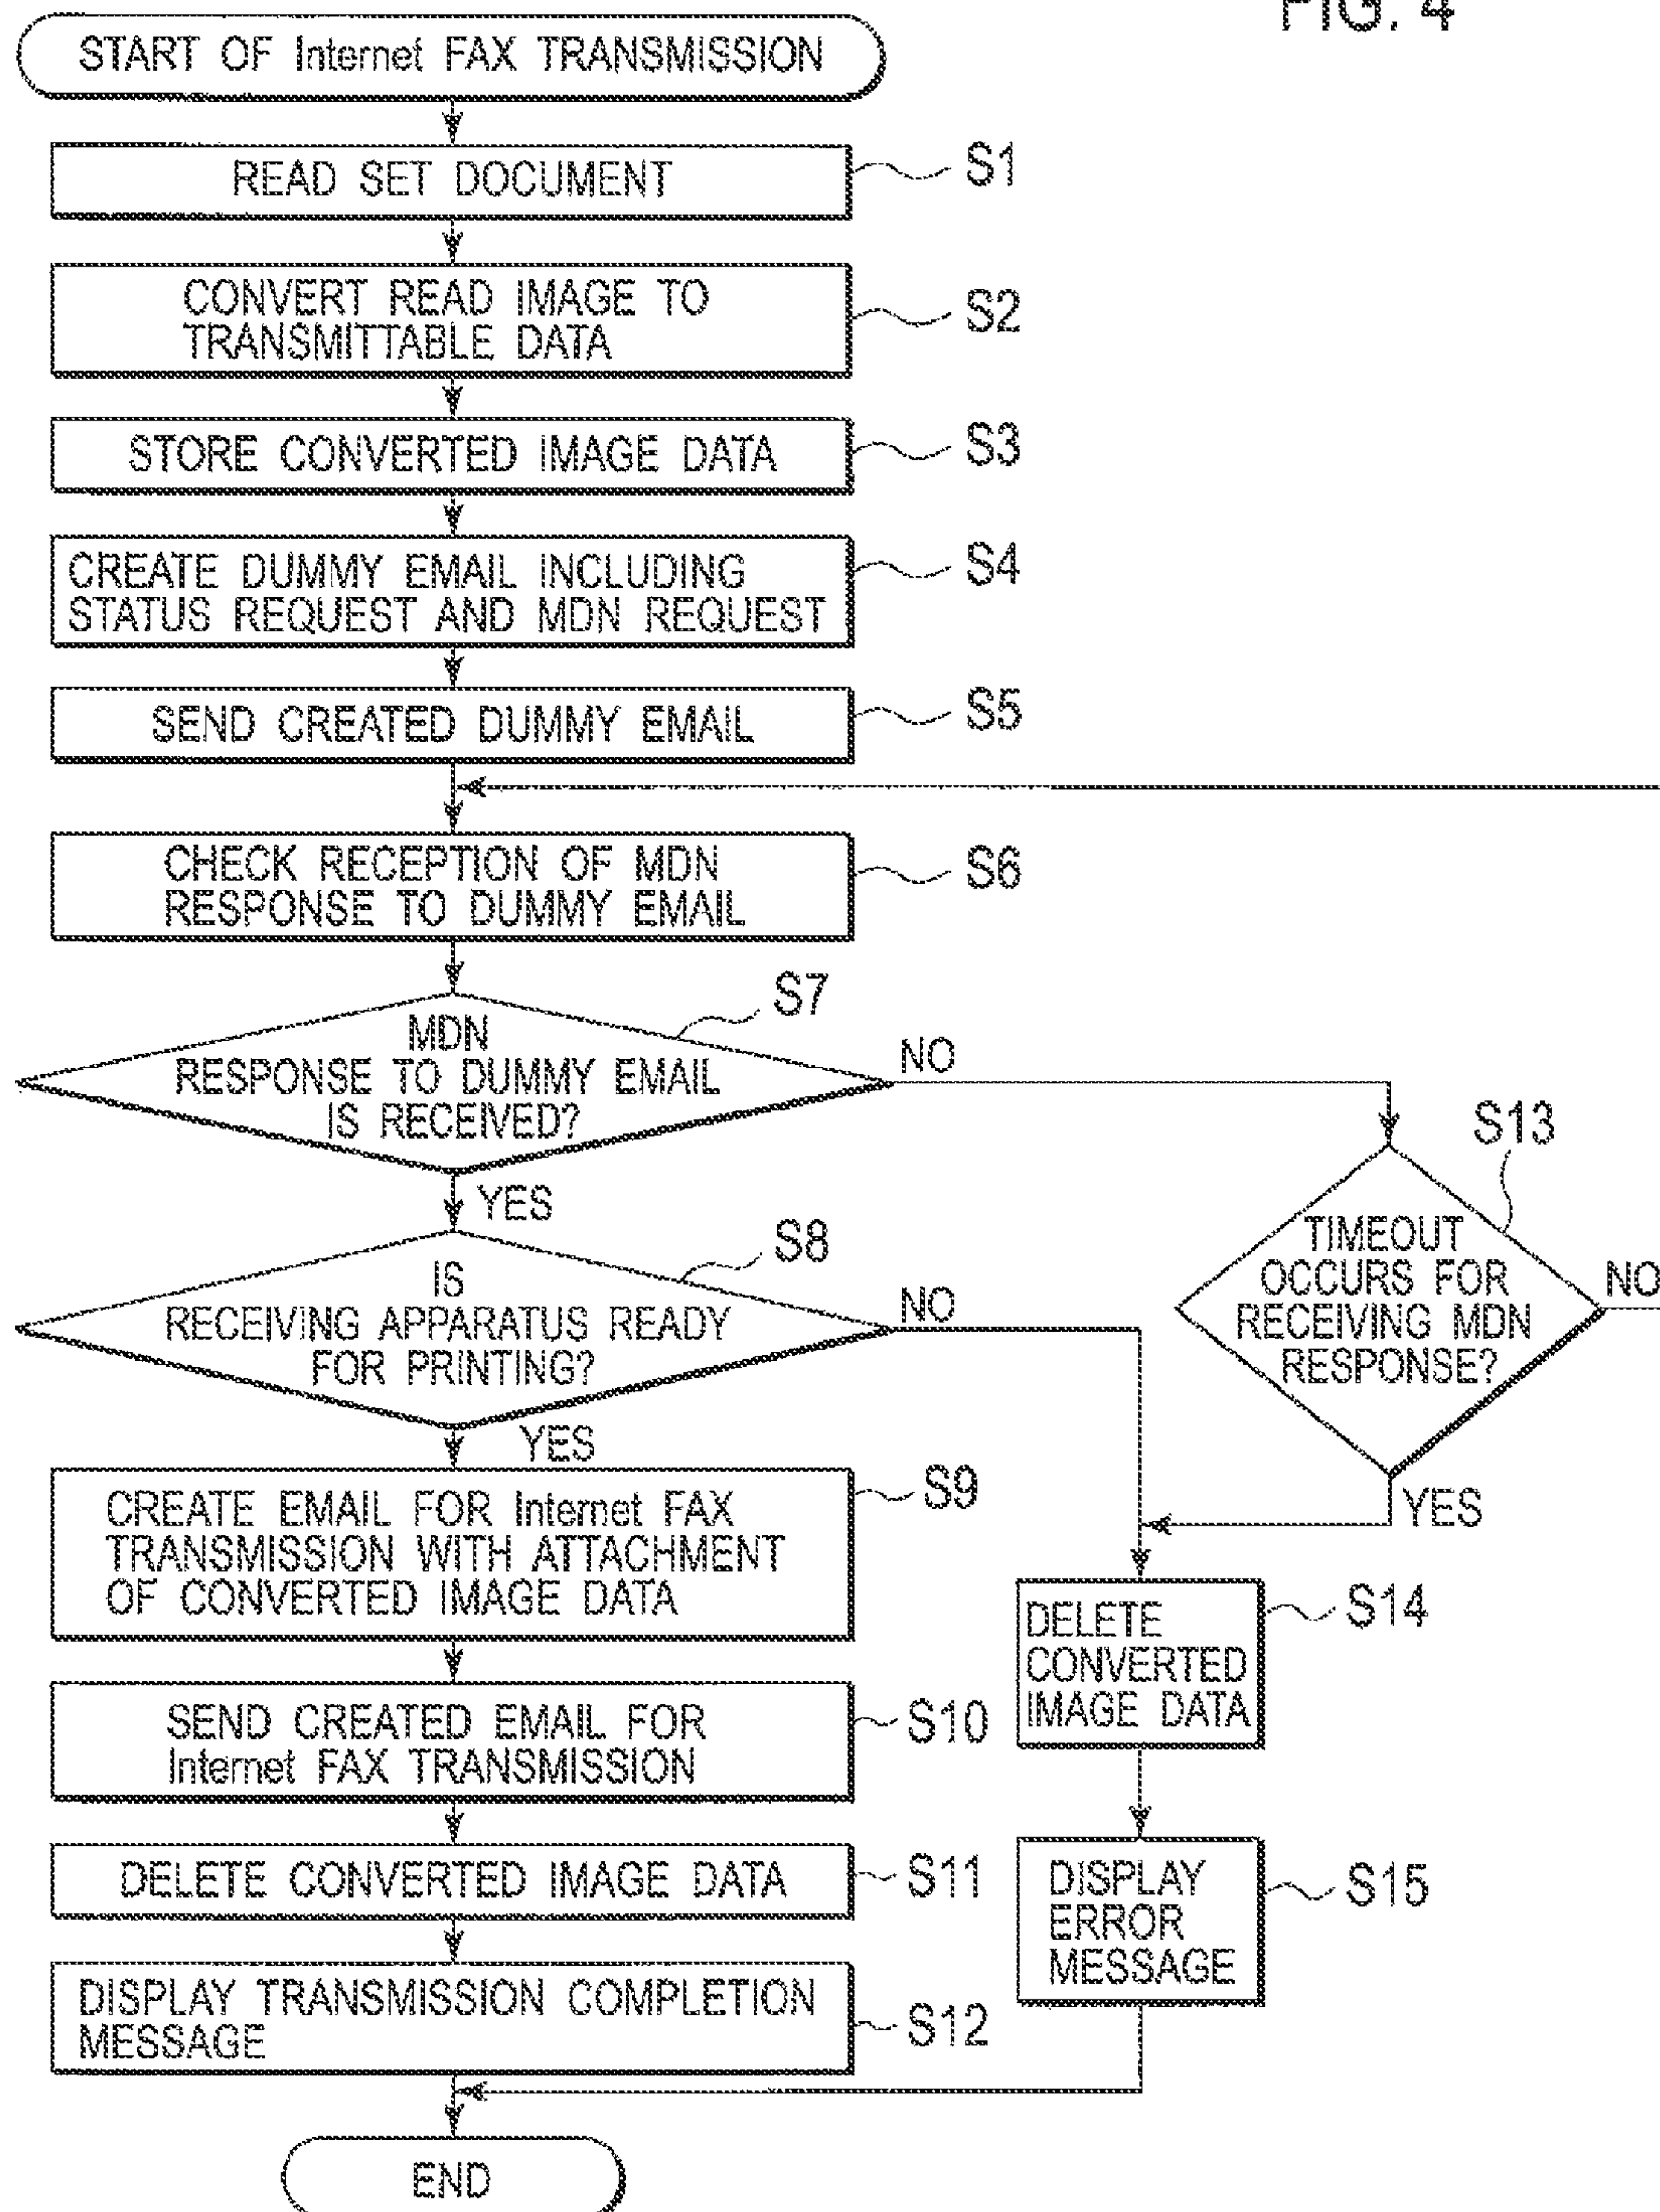 FIG. 4
START OF Internet FAX TRANSMISSION
READ SET DOCUMENT
S1
CONVERT READ IMAGE TO
TRANSMITTABLE DATA
S2
STORE CONVERTED IMAGE DATA
S3
CREATE DUMMY EMAIL INCLUDING
STATUS REQUEST AND MDN REQUEST
S4
SEND CREATED DUMMY EMAIL
S5
CHECK RECEPTION OF MDN
RESPONSE TO DUMMY EMAIL
S6
S7
MDN
RESPONSE TO DUMMY EMAIL
IS RECEIVED?
NO
YES
S13
TIMEOUT
OCCURS FOR
RECEIVING MDN
RESPONSE?
NO
YES
S8
IS
RECEIVING APPARATUS READY
FOR PRINTING?
NO
YES
CREATE EMAIL FOR Internet FAX
TRANSMISSION WITH ATTACHMENT
OF CONVERTED IMAGE DATA
S9
SEND CREATED EMAIL FOR
Internet FAX TRANSMISSION
S10
DELETE CONVERTED IMAGE DATA
S11
DISPLAY TRANSMISSION COMPLETION
MESSAGE
S12
DELETE
CONVERTED
IMAGE DATA
S14
DISPLAY
ERROR
MESSAGE
S15
END